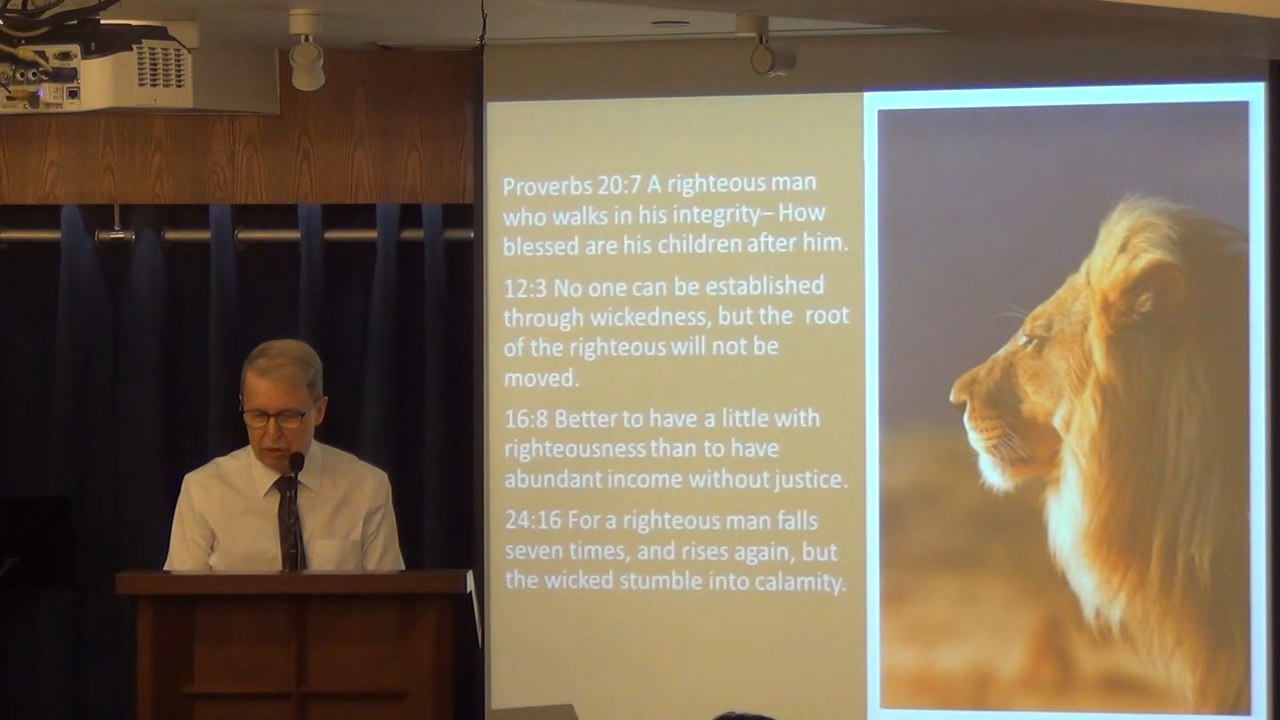 Proverbs 20:7 A righteous man
who walks in his integrity– How
blessed are his children after him.
12:3 No one can be established
through wickedness, but the root
of the righteous will not be
moved.
16:8 Better to have a little with
righteousness than to have
abundant income without justice.
24:16 For a righteous man falls
seven times, and rises again, but
the wicked stumble into calamity.